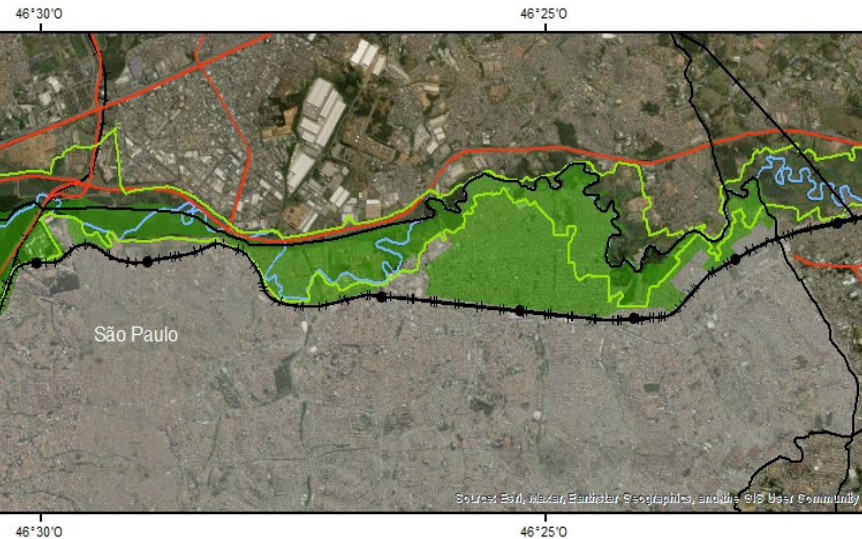 46°30'O 46°25'O
São Paulo
Source: Esri, Maxar, Earthstar Geographics, and the GIS User Community
46°30'O 46°25'O